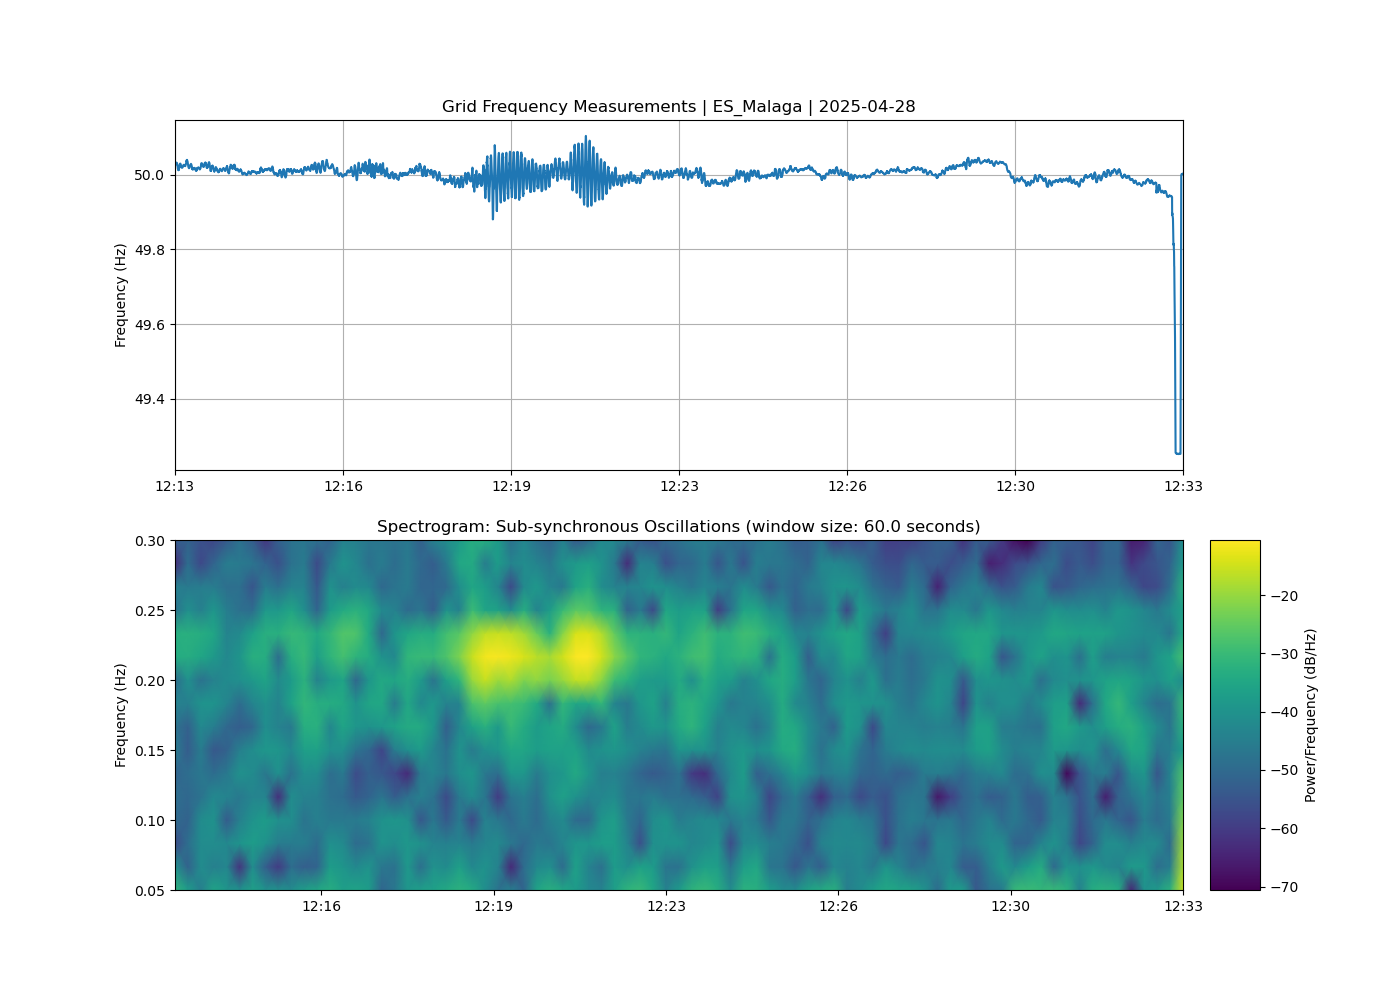 Grid Frequency Measurements | ES_Malaga | 2025-04-28
Frequency (Hz)
50.0
49.8
49.6
49.4
12:13 12:16 12:19 12:23 12:26 12:30 12:33
Spectrogram: Sub-synchronous Oscillations (window size: 60.0 seconds)
Frequency (Hz)
0.30
0.25
0.20
0.15
0.10
0.05
12:16 12:19 12:23 12:26 12:30 12:33
−20
−30
−40
−50
−60
−70
Power/Frequency (dB/Hz)